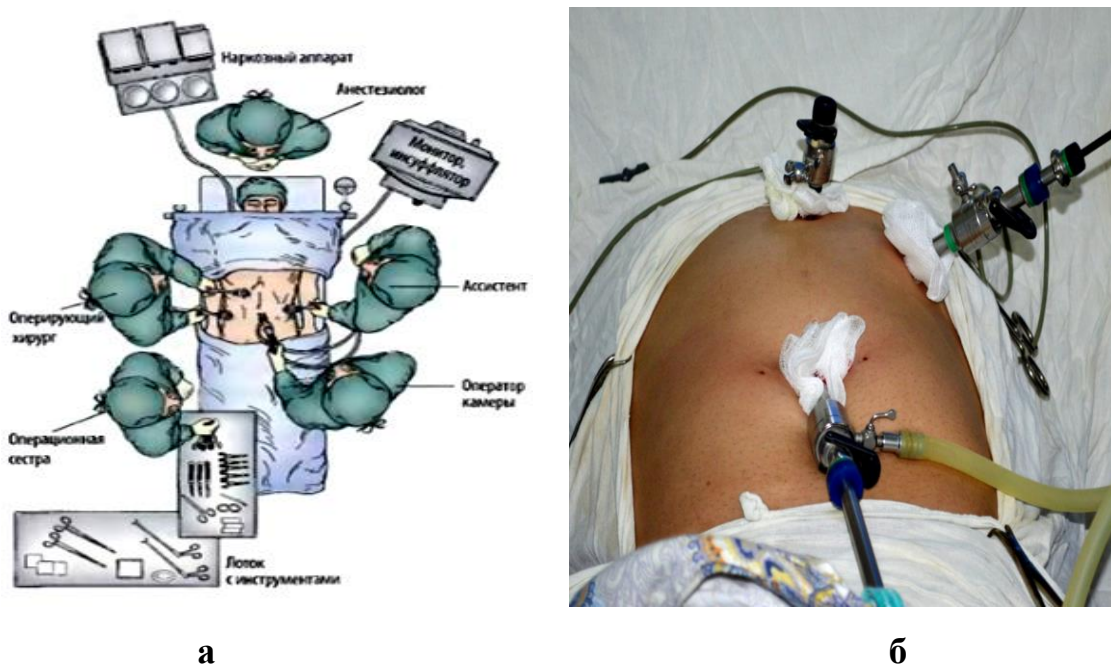 Наркозный аппарат
Анестезиолог
Монитор,
инсуффлятор
Ассистент
Оперирующий
хирург
Оператор
камеры
Операционная
сестра
Лоток
с инструментами
а
б